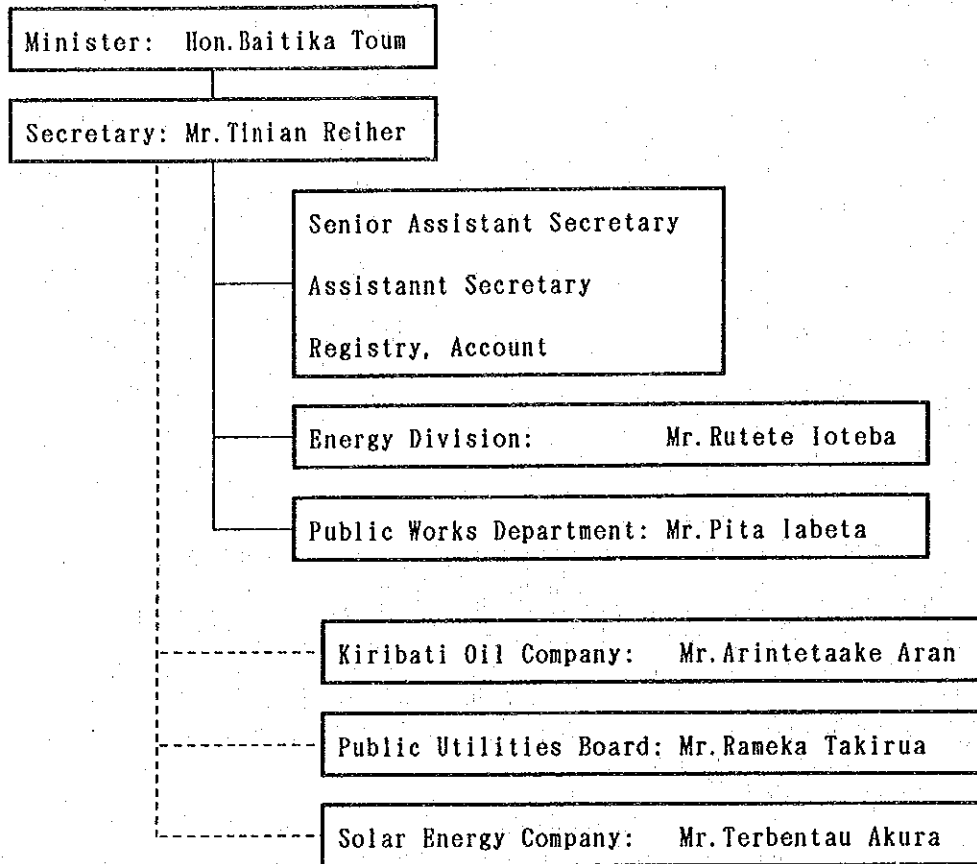 Minister: Hon.Baitika Toum
Secretary: Mr.Tinian Reiher
Senior Assistant Secretary
Assistannt Secretary
Registry, Account
Energy Division: Mr.Rutete Ioteba
Public Works Department: Mr.Pita Iabeta
Kiribati Oil Company: Mr.Arintetaake Aran
Public Utilities Board: Mr.Rameka Takirua
Solar Energy Company: Mr.Terbentau Akura